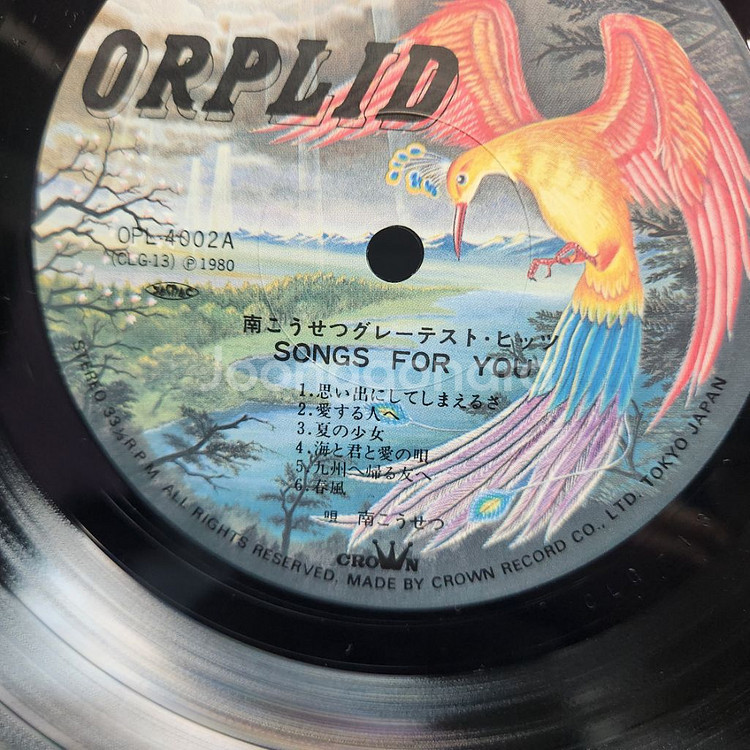 ORPLID
OPL-4002A
(CLG-13) Ⓟ1980
南こうせつグレーテスト・ヒッツ
SONGS FOR YOU
1.思い出にしてしまえるさ
2.愛する人へ
3.夏の少女
4.海と君と愛の唄
5.九州へ帰る友へ
6.春風
唄 南こうせつ
CROWN
STEREO 33⅓ R.P.M. ALL RIGHTS RESERVED. MADE BY CROWN RECORD CO., LTD. TOKYO JAPAN